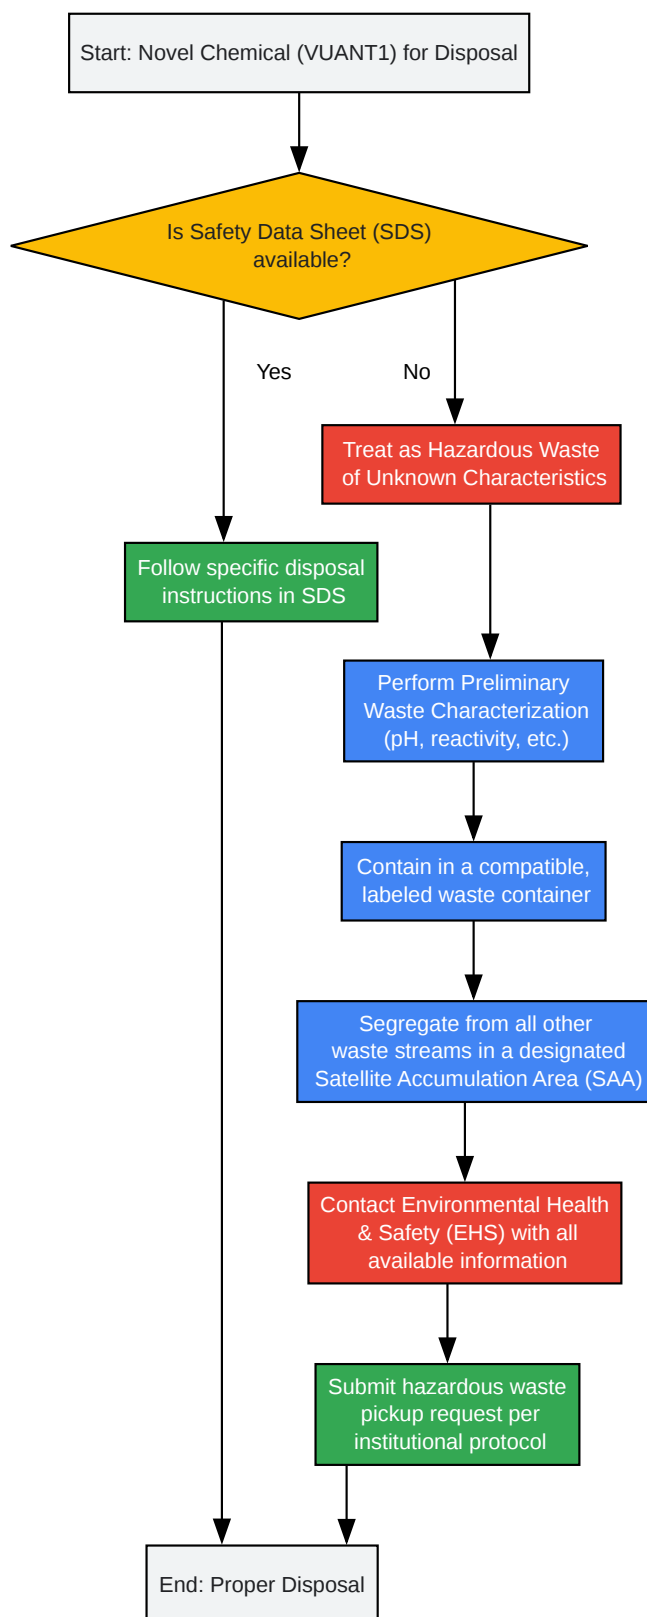 Start: Novel Chemical (VUANT1) for Disposal
Is Safety Data Sheet (SDS)
available?
Yes
No
Treat as Hazardous Waste
of Unknown Characteristics
Follow specific disposal
instructions in SDS
Perform Preliminary
Waste Characterization
(pH, reactivity, etc.)
Contain in a compatible,
labeled waste container
Segregate from all other
waste streams in a designated
Satellite Accumulation Area (SAA)
Contact Environmental Health
& Safety (EHS) with all
available information
Submit hazardous waste
pickup request per
institutional protocol
End: Proper Disposal